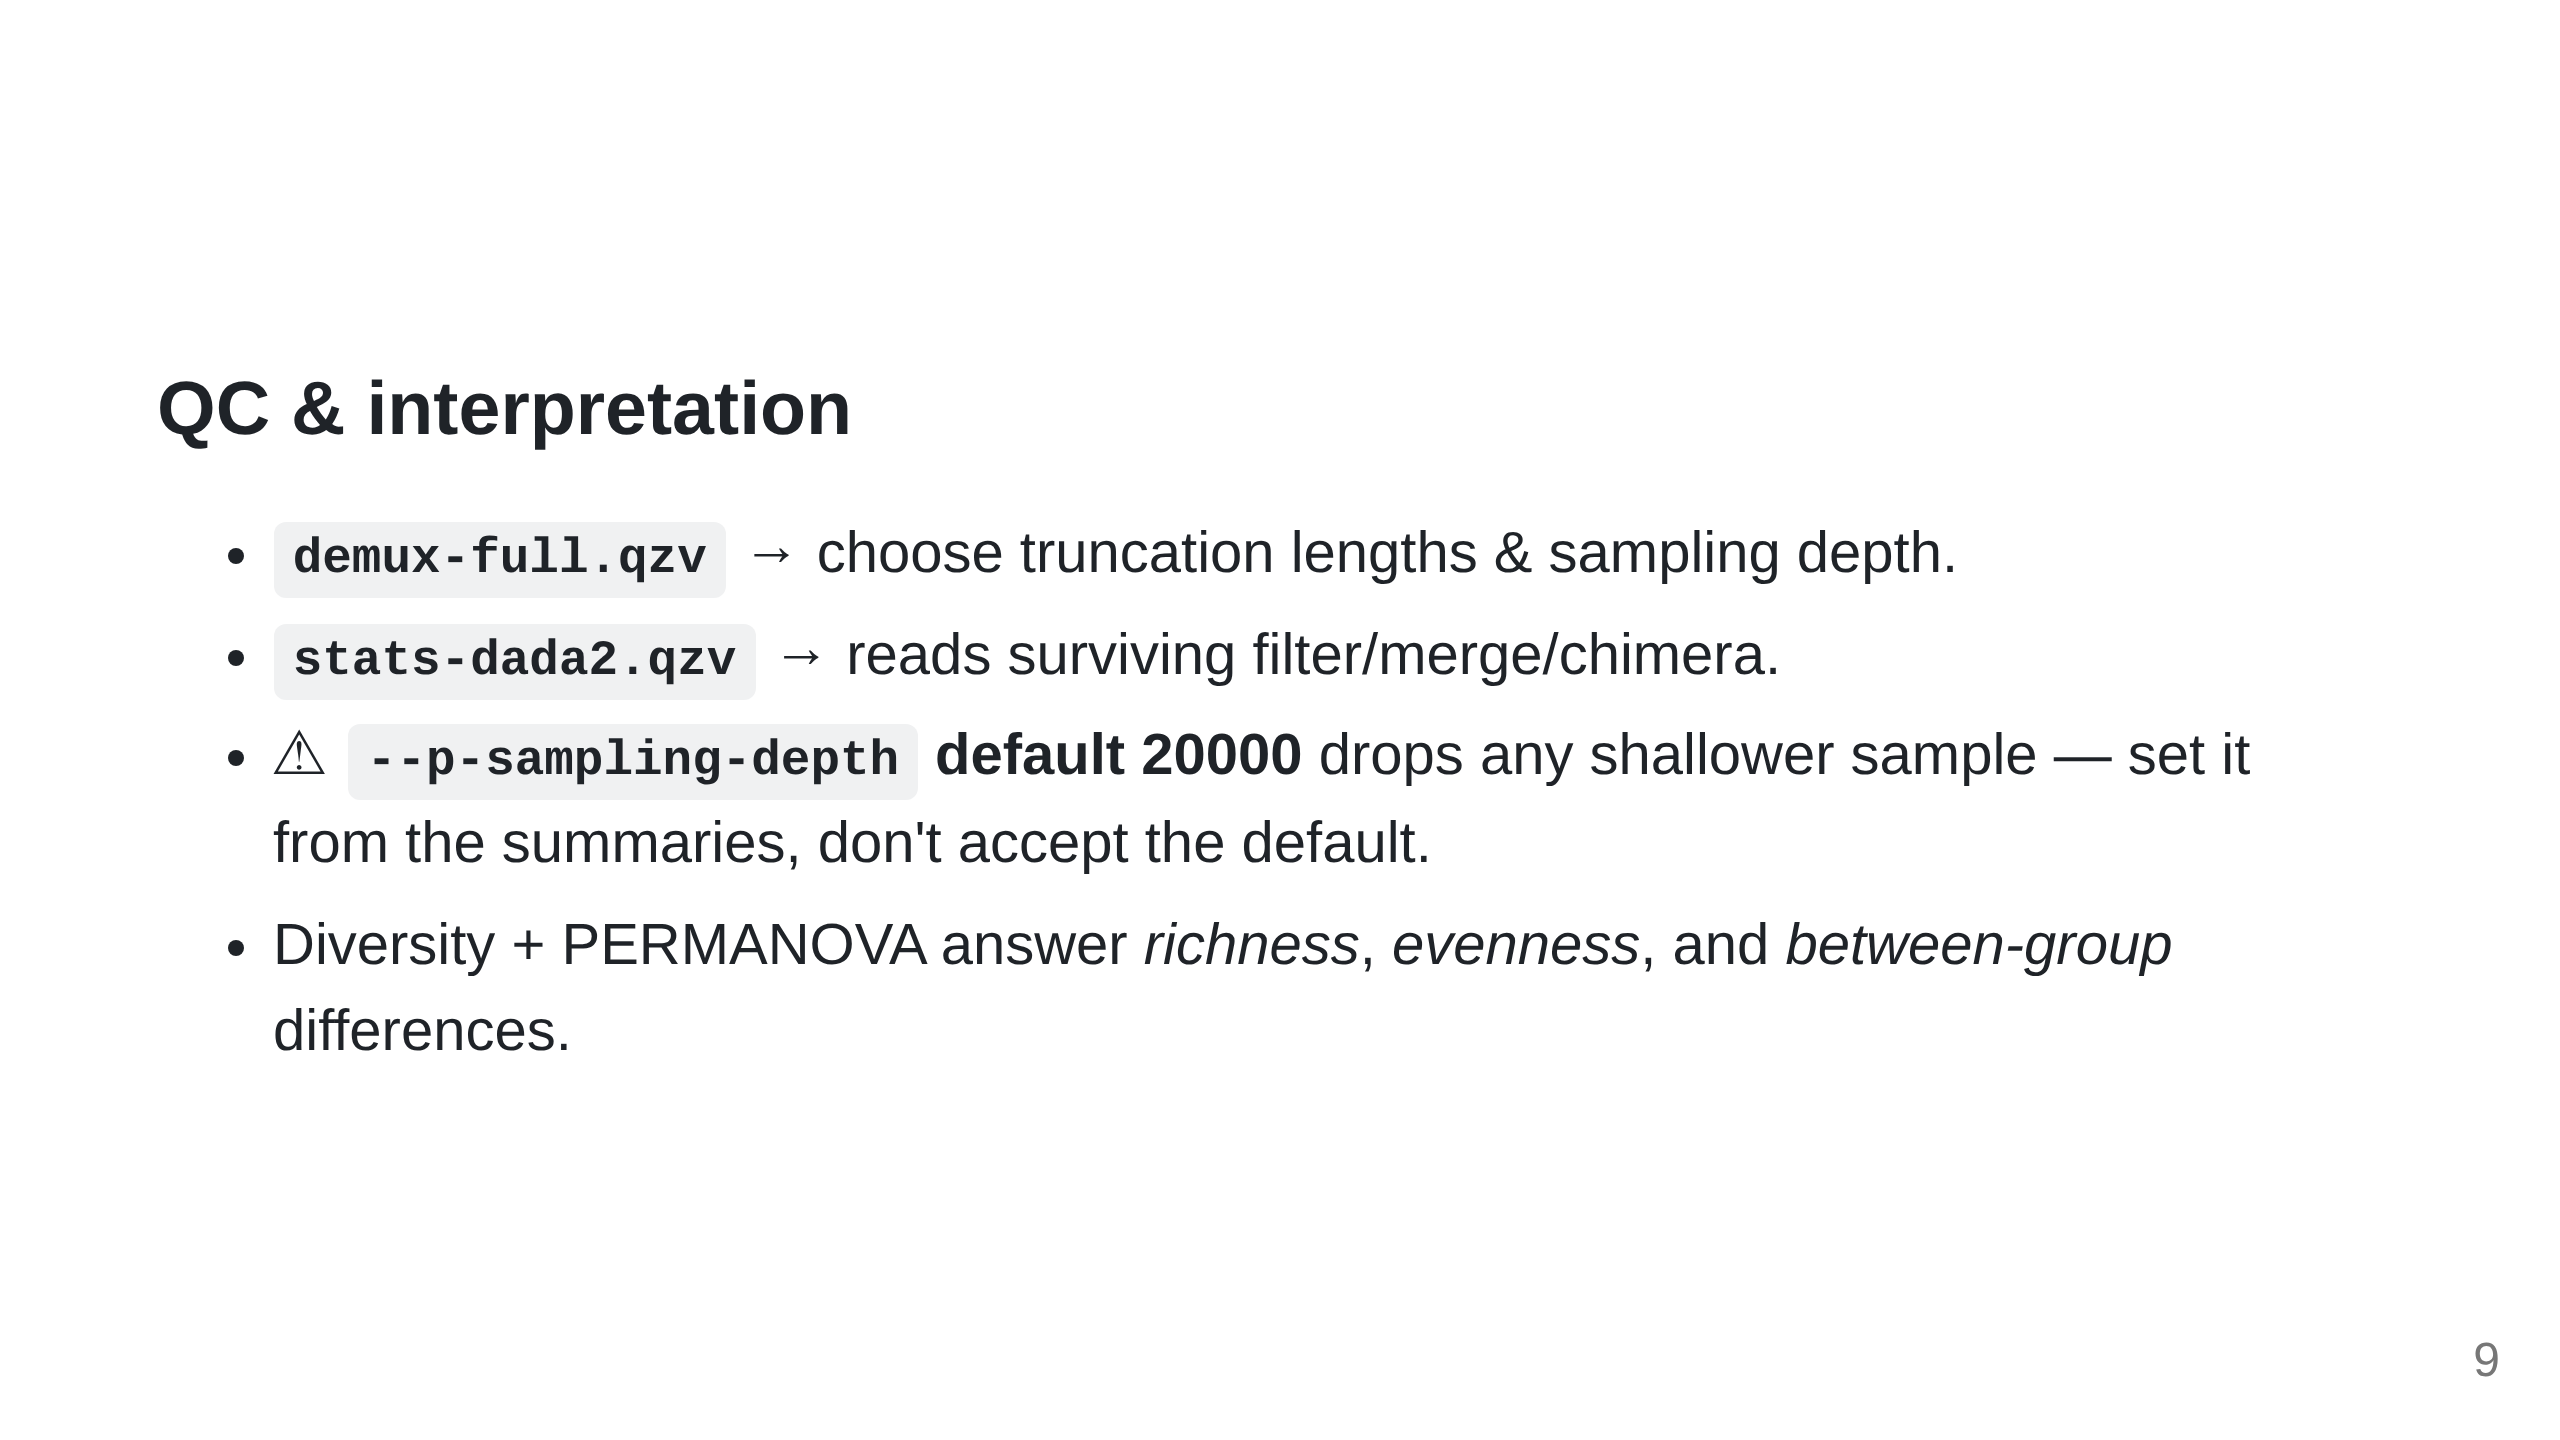 QC & interpretation
• demux-full.qzv → choose truncation lengths & sampling depth.
• stats-dada2.qzv → reads surviving filter/merge/chimera.
• ⚠ --p-sampling-depth default 20000 drops any shallower sample — set it
from the summaries, don't accept the default.
• Diversity + PERMANOVA answer richness, evenness, and between-group
differences.
9